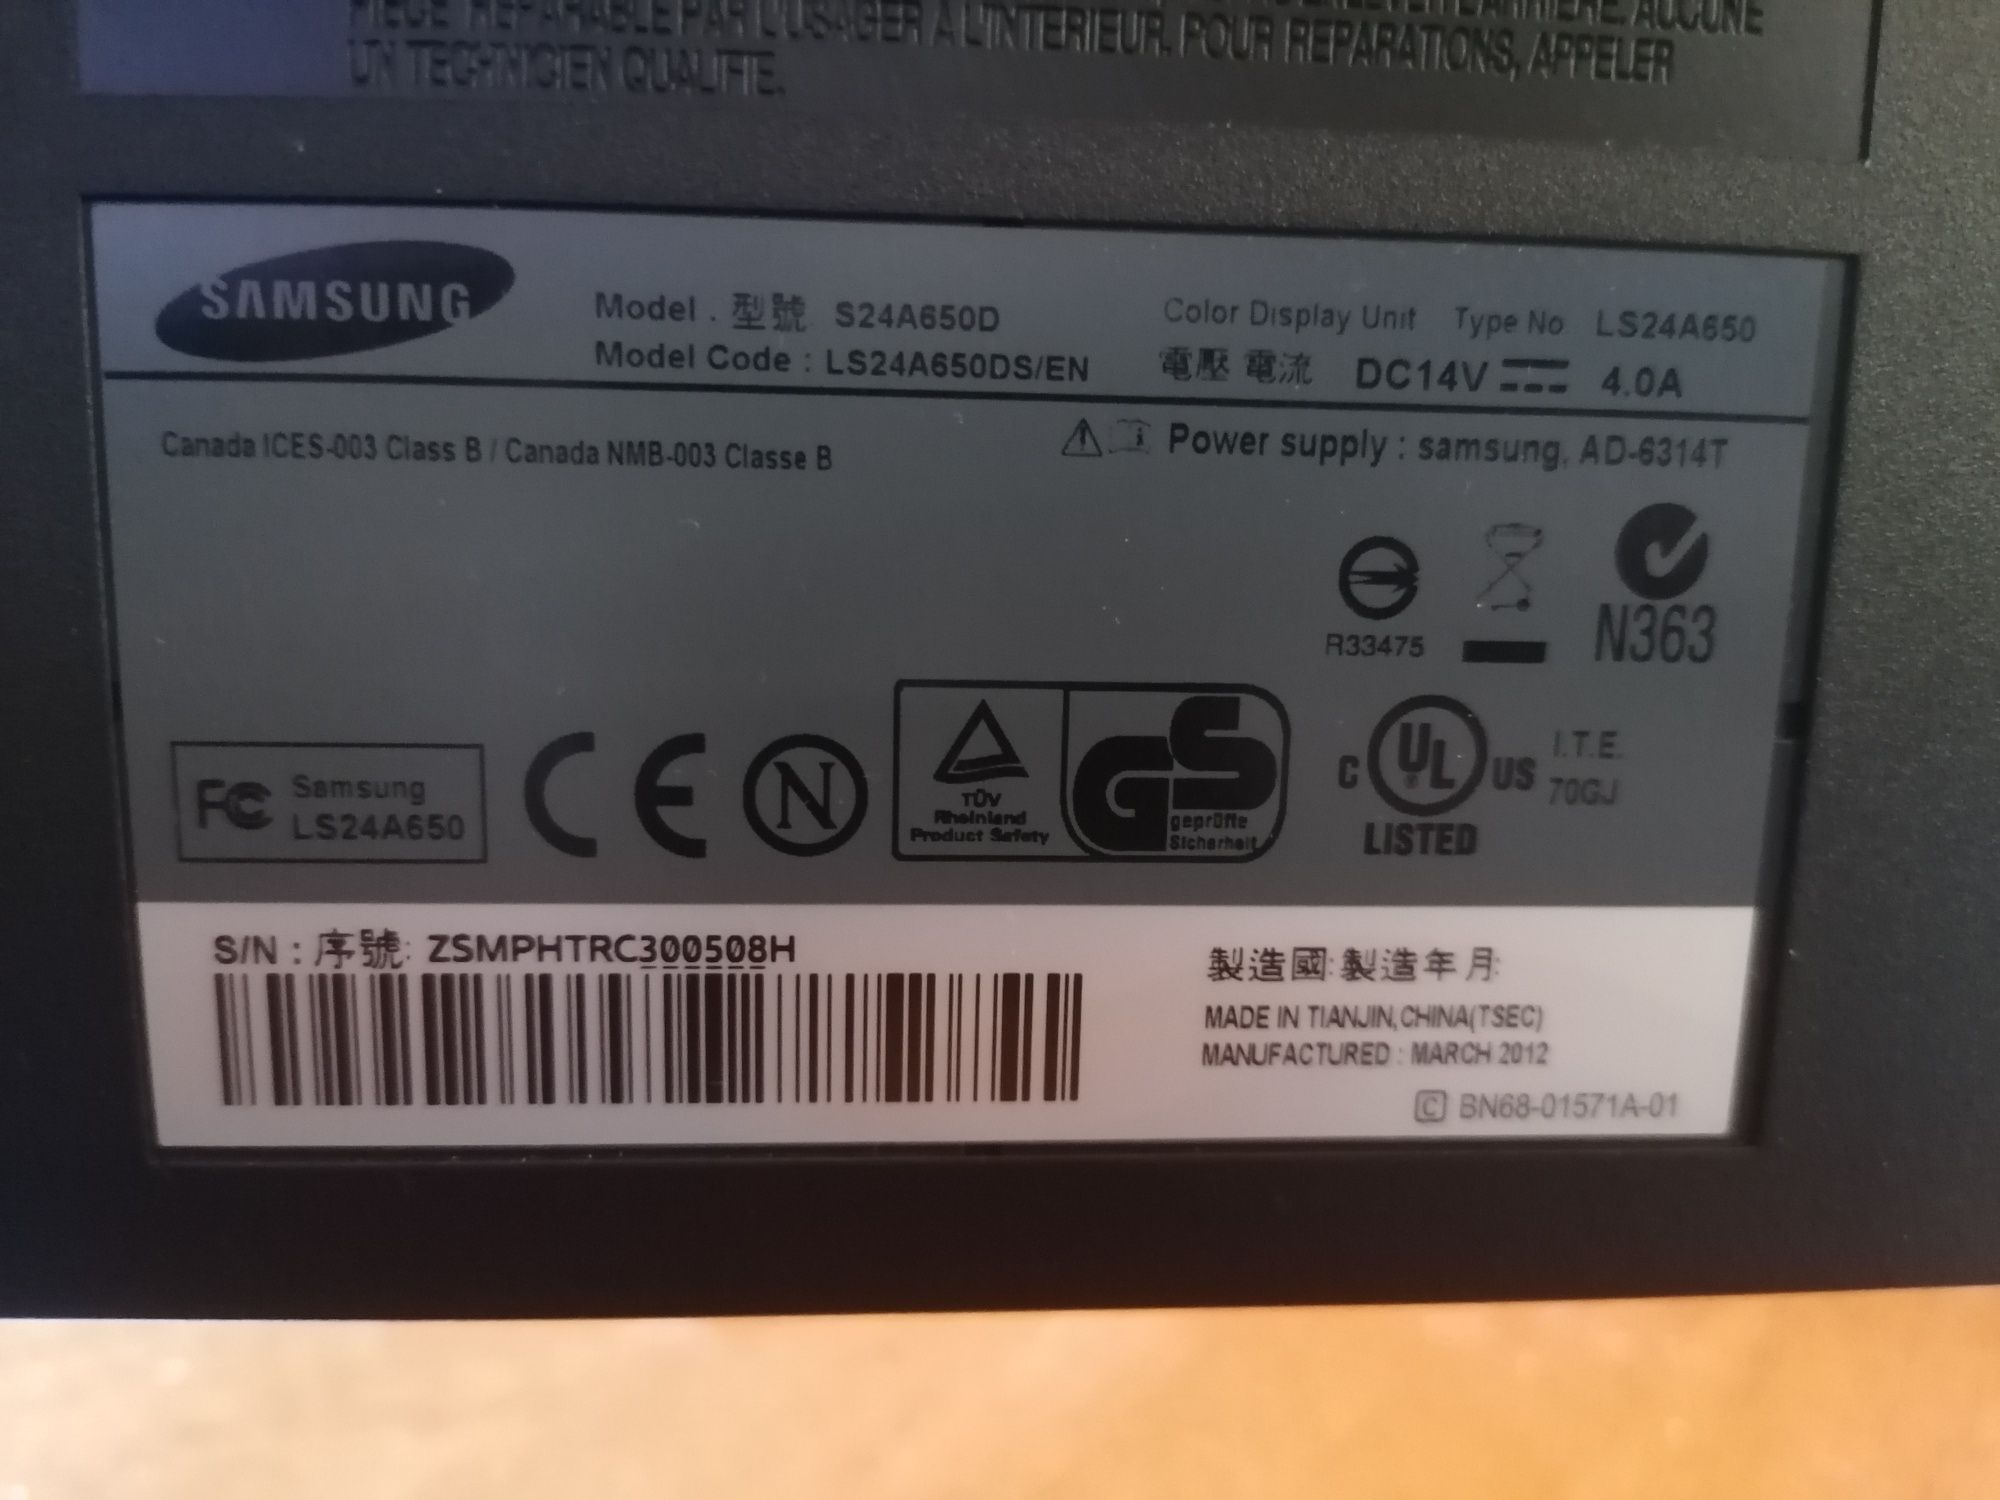 PIECE REPARABLE PAR L'USAGER A L'INTERIEUR. POUR REPARATIONS, APPELER
ARRIERE. AUCUNE
UN TECHNICIEN QUALIFIE.
SAMSUNG
Model . 型號 S24A650D
Model Code : LS24A650DS/EN
Color Display Unit Type No LS24A650
電壓 電流 DC14V 4.0A
Canada ICES-003 Class B / Canada NMB-003 Classe B
Power supply : samsung, AD-6314T
R33475
N363
FC Samsung
LS24A650
CE
N
TÜV
Rheinland
Product Safety
GS
geprüfte
Sicherheit
C UL US
LISTED
I.T.E.
70GJ
S/N : 序號: ZSMPHTRC300508H
製造國: 製造年月:
MADE IN TIANJIN,CHINA(TSEC)
MANUFACTURED : MARCH 2012
C BN68-01571A-01